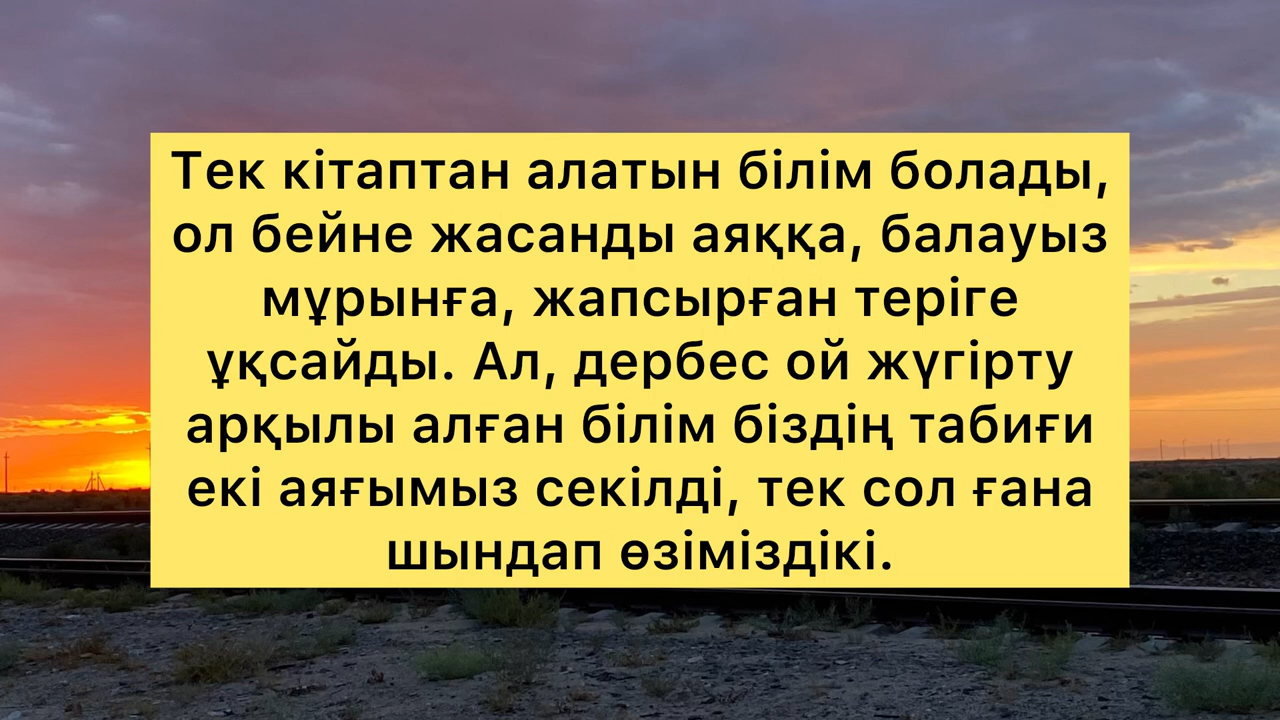 Тек кітаптан алатын білім болады,
ол бейне жасанды аяққа, балауыз
мұрынға, жапсырған теріге
ұқсайды. Ал, дербес ой жүгірту
арқылы алған білім біздің табиғи
екі аяғымыз секілді, тек сол ғана
шындап өзіміздікі.